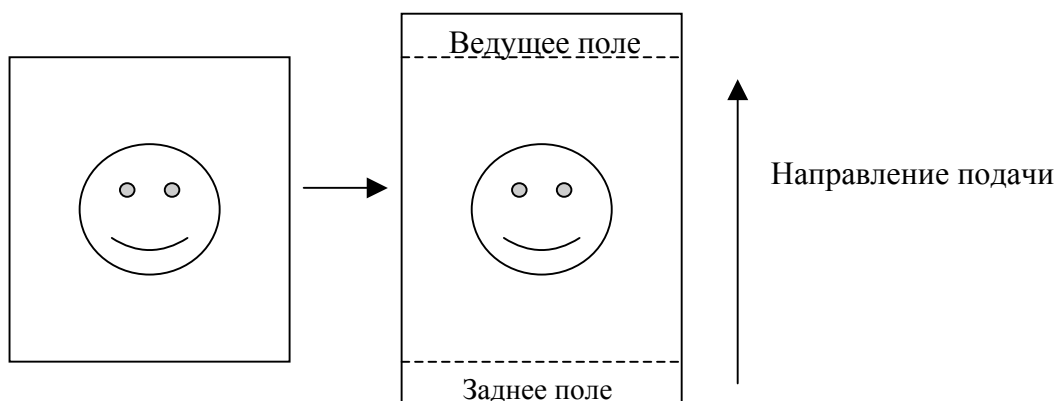 Ведущее поле
Направление подачи
Заднее поле